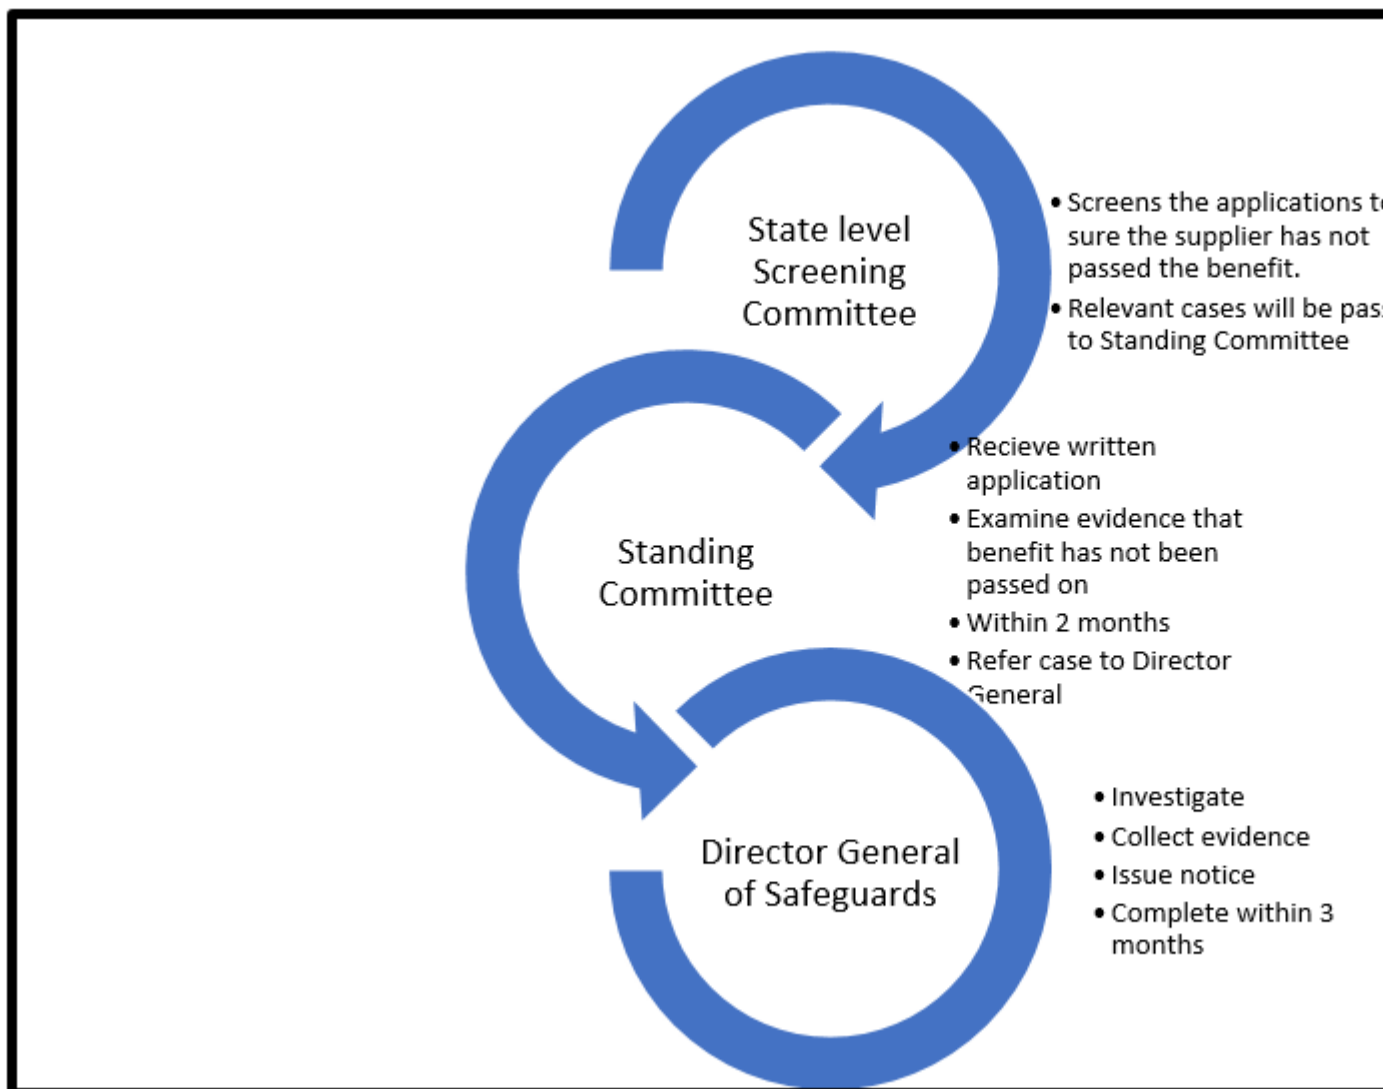 State level
Screening
Committee
• Screens the applications to
sure the supplier has not
passed the benefit.
• Relevant cases will be pas
to Standing Committee
Standing
Committee
• Recieve written
application
• Examine evidence that
benefit has not been
passed on
• Within 2 months
• Refer case to Director
General
Director General
of Safeguards
• Investigate
• Collect evidence
• Issue notice
• Complete within 3
months